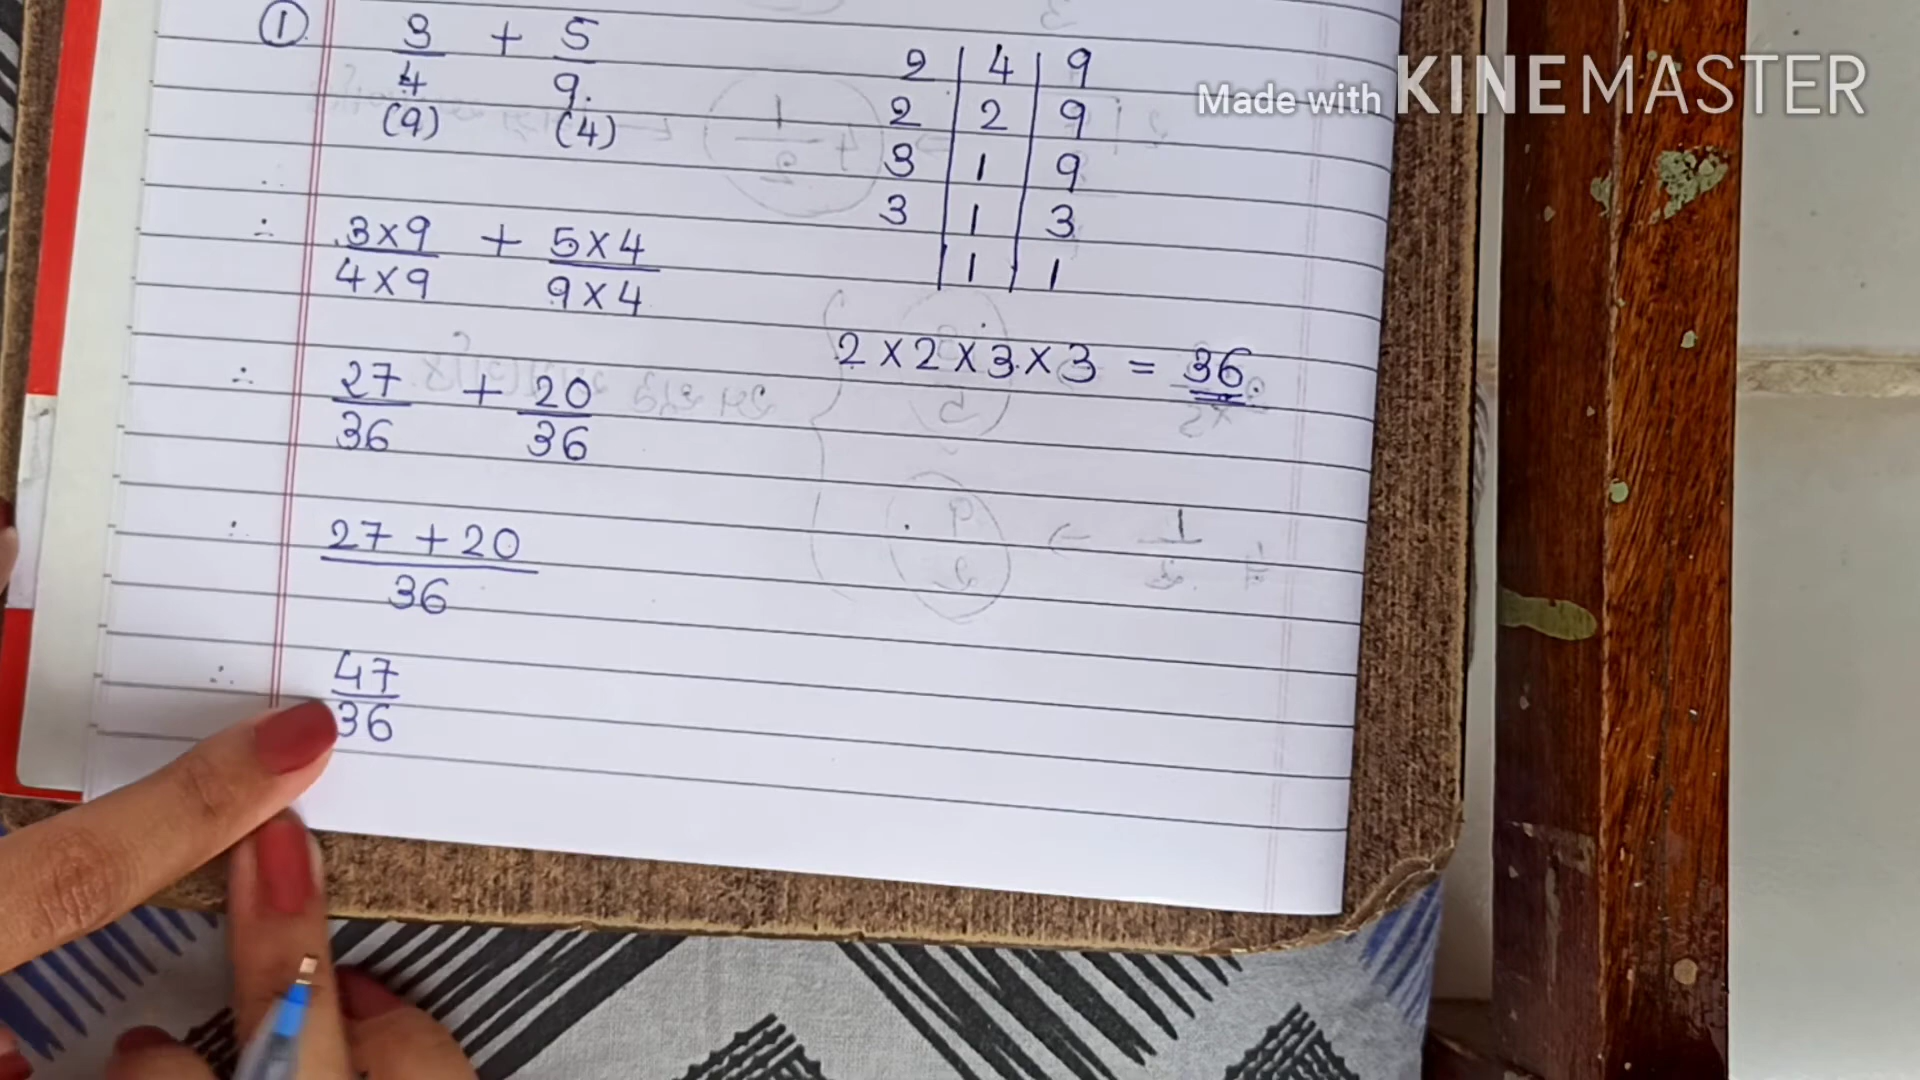 ① 3/4 + 5/9
(9) (4)
∴ 3×9/4×9 + 5×4/9×4
∴ 27/36 + 20/36
∴ 27+20/36
∴ 47/36
2 | 4 | 9
2 | 2 | 9
3 | 1 | 9
3 | 1 | 3
| 1 | 1
2×2×3×3 = 36
Made with KINEMASTER